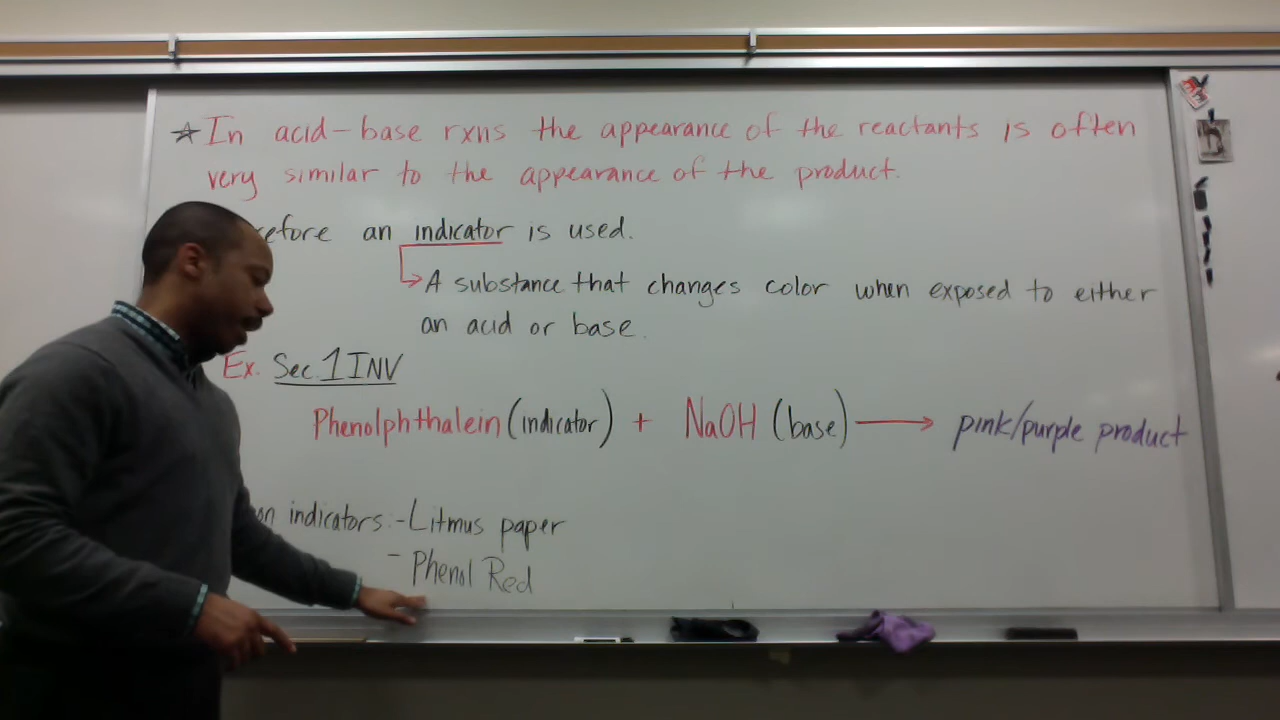 ☆ In acid-base rxns the appearance of the reactants is often
very similar to the appearance of the product.
efore an indicator is used.
→ A substance that changes color when exposed to either
an acid or base.
Ex. Sec. 1 INV
Phenolphthalein (indicator) + NaOH (base) → pink/purple product
on indicators: - Litmus paper
- Phenol Red